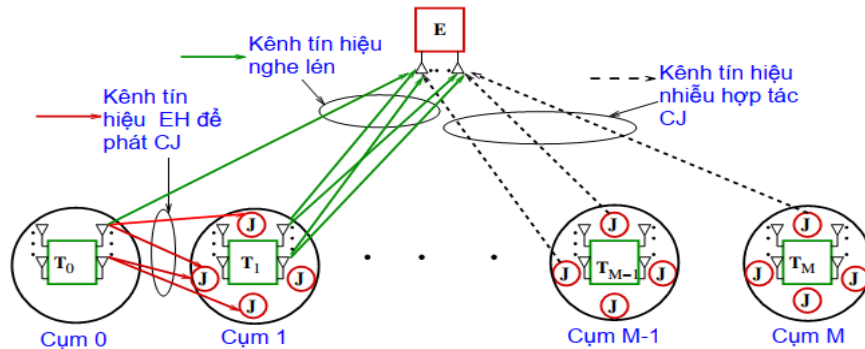 E
Kênh tín hiệu
nghe lén
Kênh tín hiệu
nhiễu hợp tác
CJ
Kênh tín
hiệu EH để
phát CJ
T0
J
J
T1
J
J
. . .
J
J
TM−1
J
J
J
J
TM
J
J
Cụm 0
Cụm 1
Cụm M-1
Cụm M